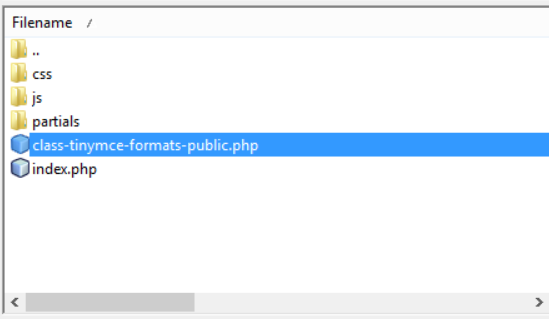 Filename /
..
css
js
partials
class-tinymce-formats-public.php
index.php